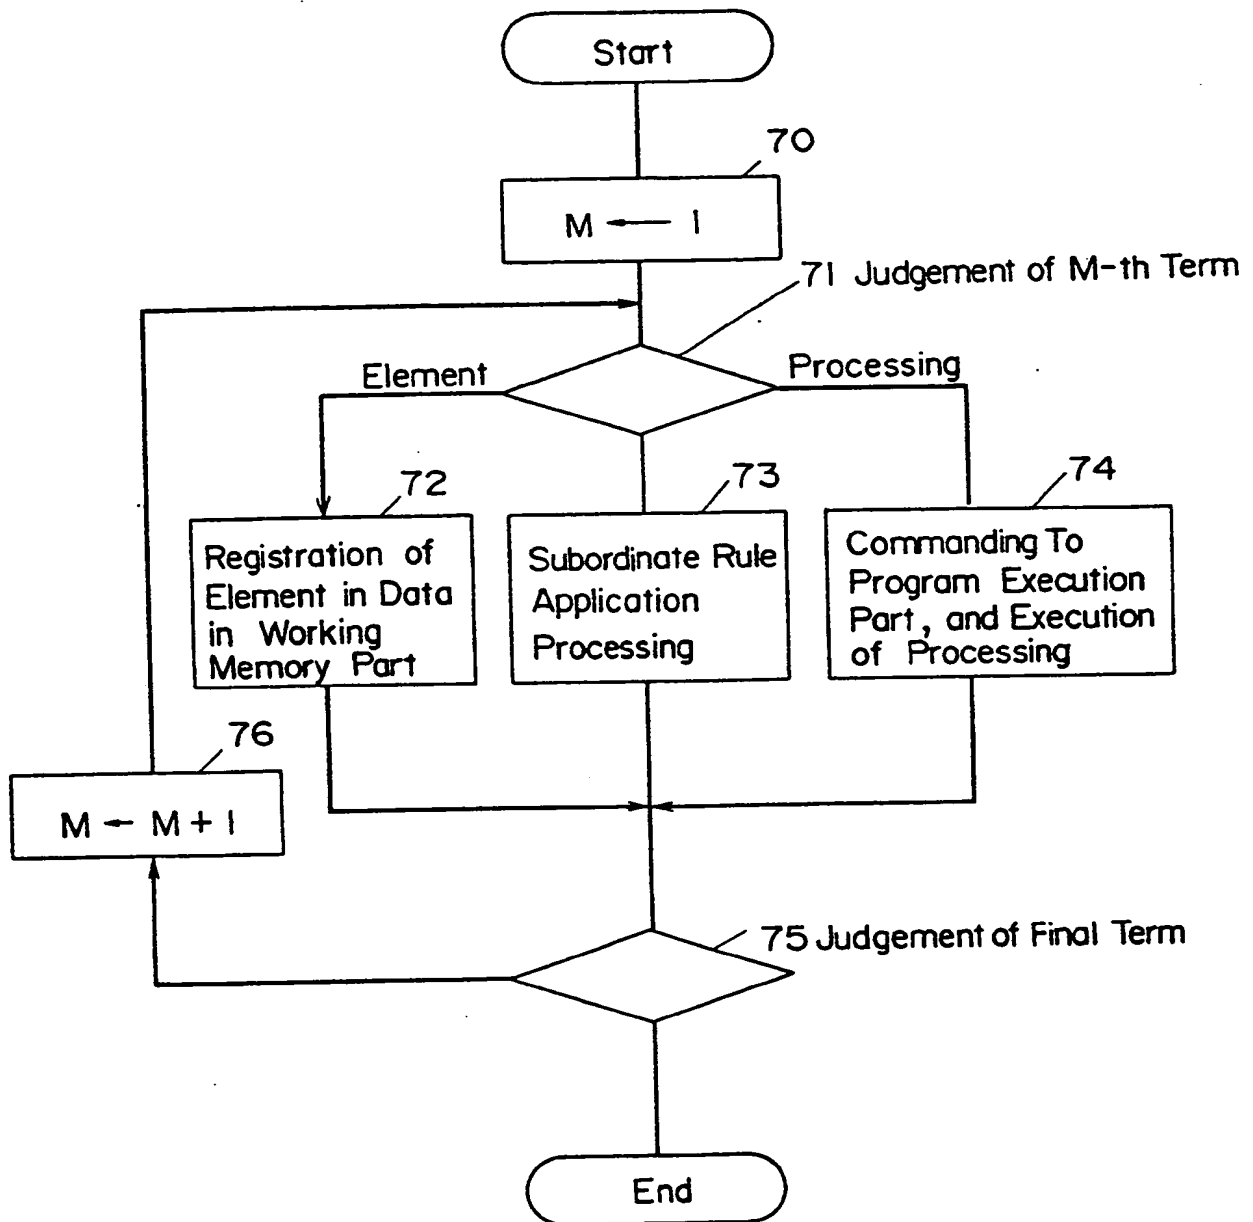 Start
70
M ← 1
71 Judgement of M-th Term
Element
Processing
72
Registration of
Element in Data
in Working
Memory Part
73
Subordinate Rule
Application
Processing
74
Commanding To
Program Execution
Part, and Execution
of Processing
76
M ← M + 1
75 Judgement of Final Term
End